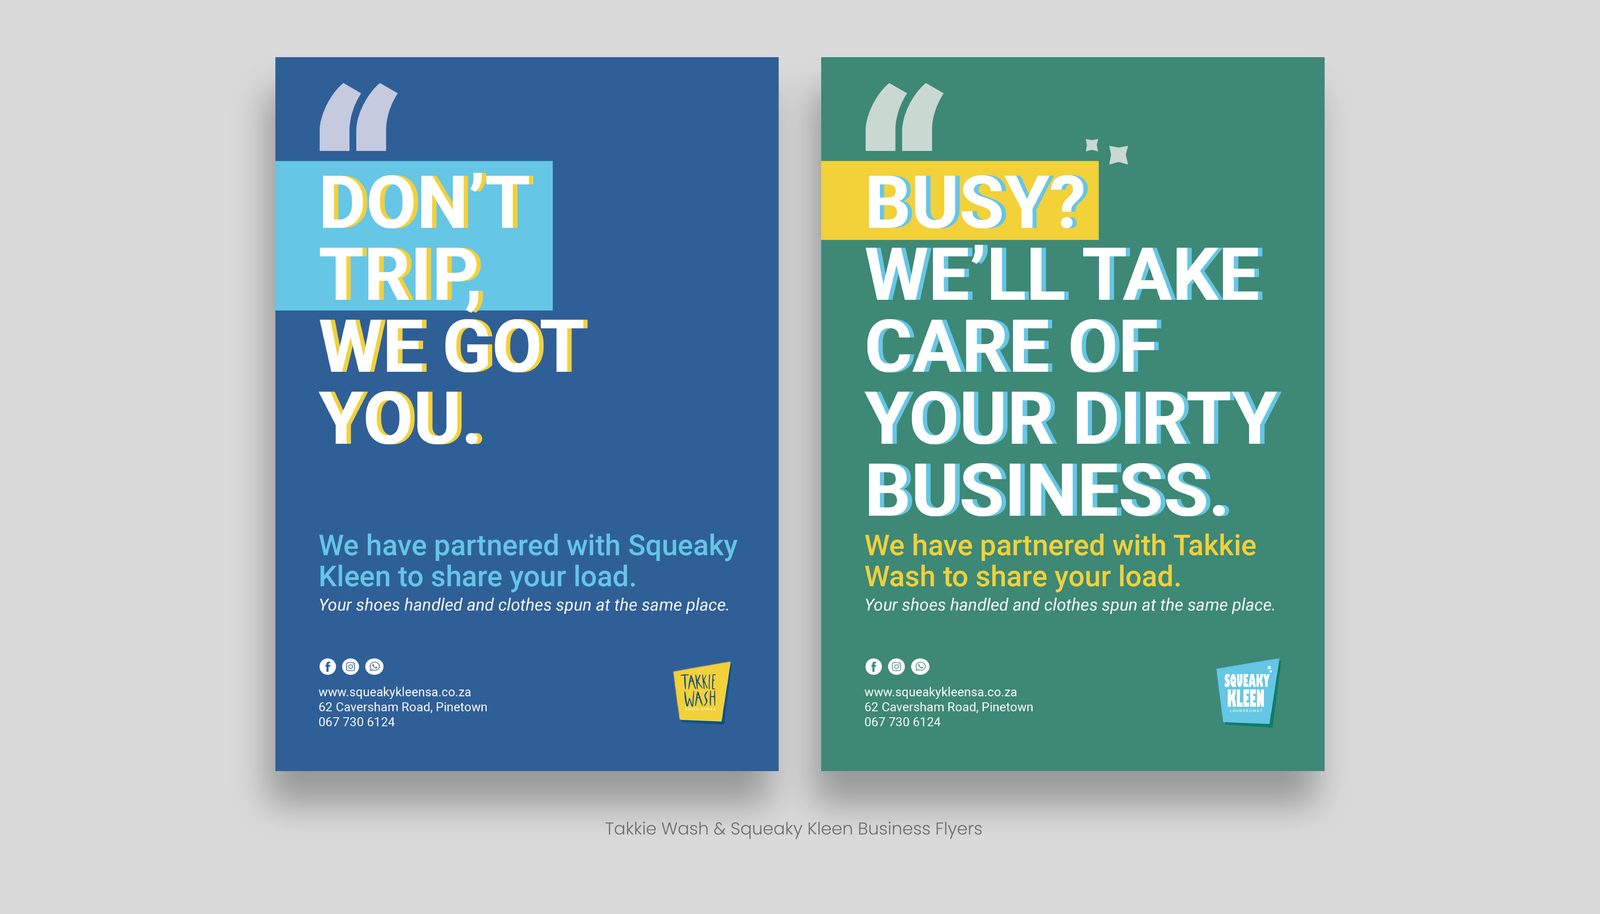 “
DON’T
TRIP,
WE GOT
YOU.
We have partnered with Squeaky
Kleen to share your load.
Your shoes handled and clothes spun at the same place.
www.squeakykleensa.co.za
62 Caversham Road, Pinetown
067 730 6124
TAKKIE
WASH
“
BUSY?
WE’LL TAKE
CARE OF
YOUR DIRTY
BUSINESS.
We have partnered with Takkie
Wash to share your load.
Your shoes handled and clothes spun at the same place.
www.squeakykleensa.co.za
62 Caversham Road, Pinetown
067 730 6124
SQUEAKY
KLEEN
LAUNDROMAT
Takkie Wash & Squeaky Kleen Business Flyers